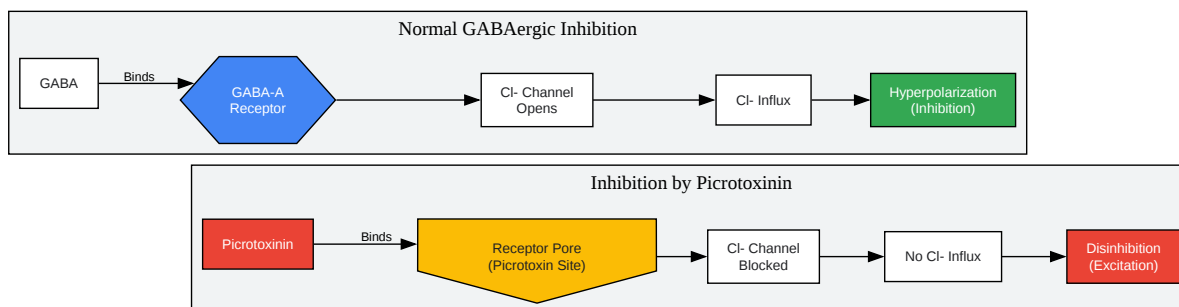 Normal GABAergic Inhibition
GABA
Binds
GABA-A
Receptor
Cl- Channel
Opens
Cl- Influx
Hyperpolarization
(Inhibition)
Inhibition by Picrotoxinin
Picrotoxinin
Binds
Receptor Pore
(Picrotoxin Site)
Cl- Channel
Blocked
No Cl- Influx
Disinhibition
(Excitation)